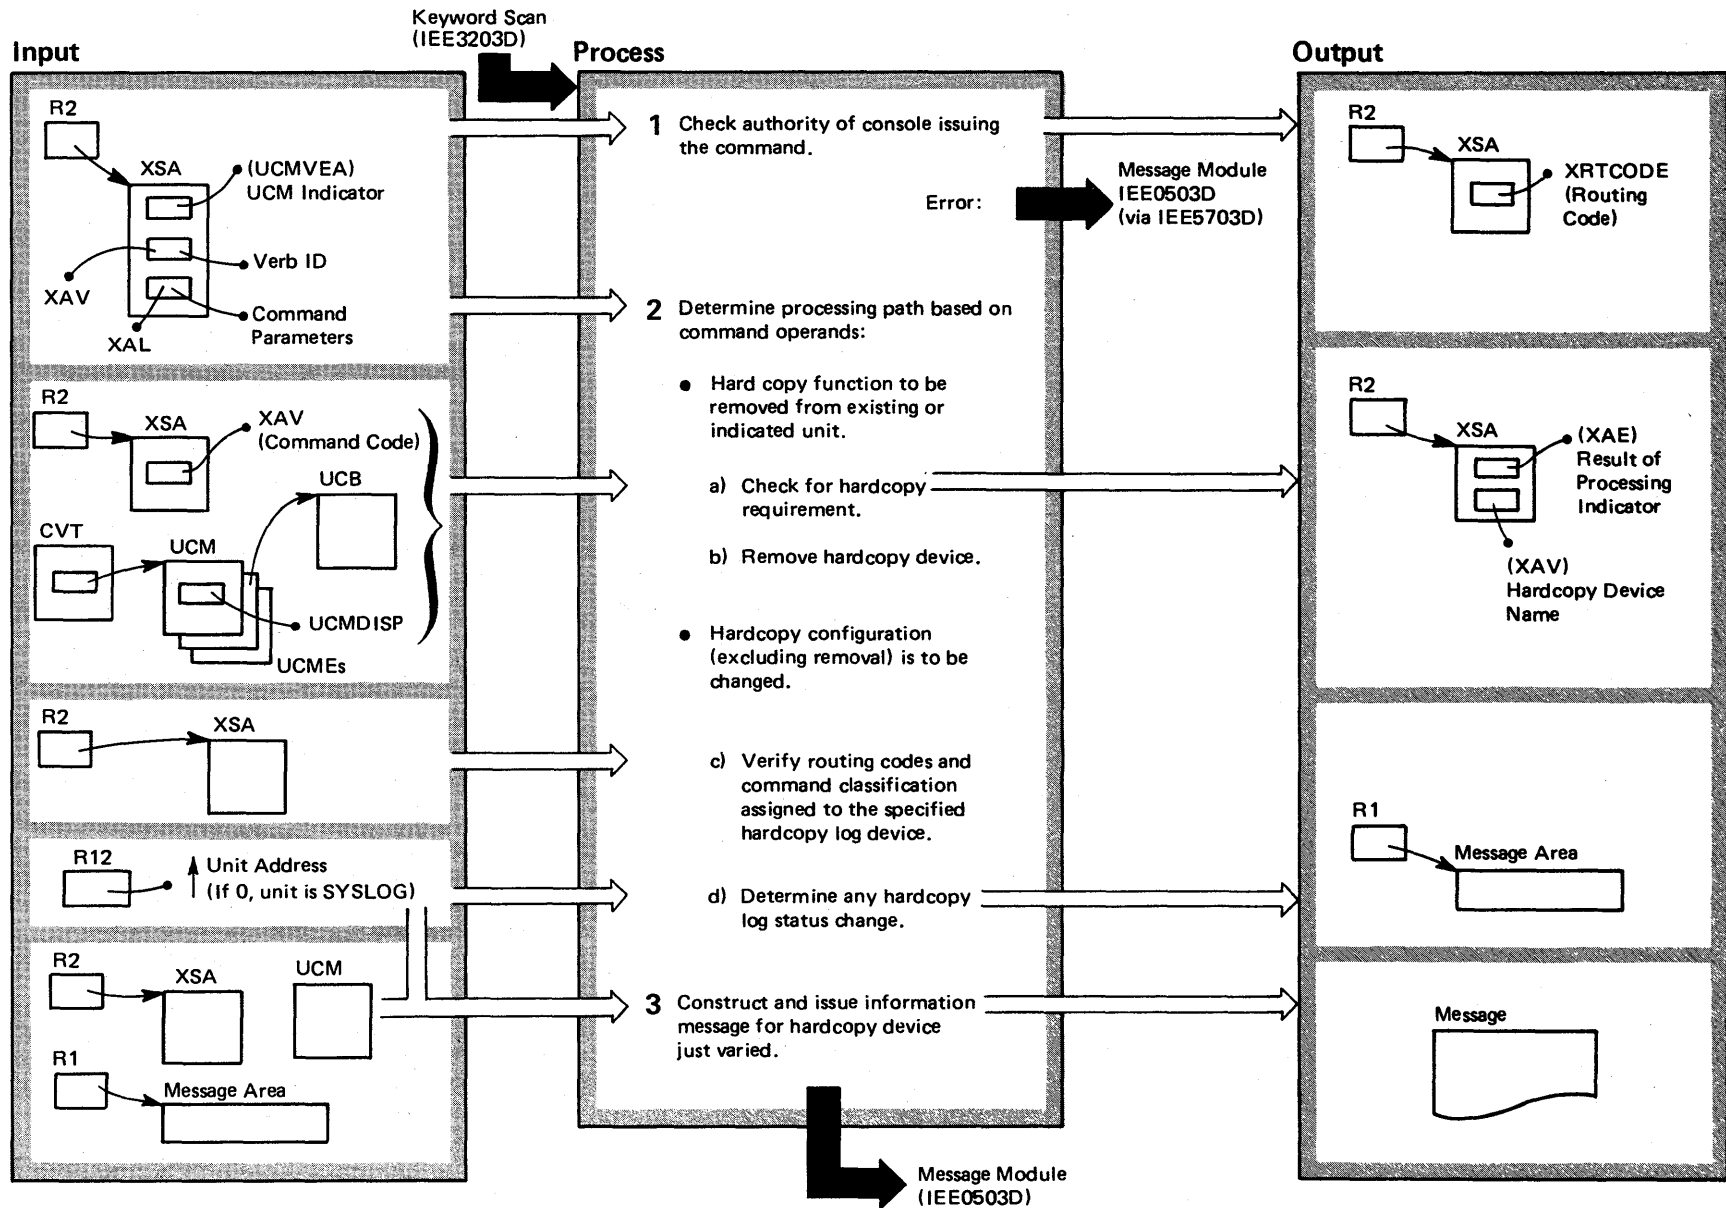 Keyword Scan
(IEE3203D)
Input
Process
Output
R2
XSA
(UCMVEA)
UCM Indicator
Verb ID
XAV
Command
Parameters
XAL
R2
XSA
XAV
(Command Code)
UCB
CVT
UCM
UCMDISP
UCMEs
R2
XSA
R12
Unit Address
(If 0, unit is SYSLOG)
R2
XSA
UCM
R1
Message Area
1 Check authority of console issuing
the command.
Error:
Message Module
IEE0503D
(via IEE5703D)
2 Determine processing path based on
command operands:
● Hard copy function to be
removed from existing or
indicated unit.
a) Check for hardcopy
requirement.
b) Remove hardcopy device.
● Hardcopy configuration
(excluding removal) is to be
changed.
c) Verify routing codes and
command classification
assigned to the specified
hardcopy log device.
d) Determine any hardcopy
log status change.
3 Construct and issue information
message for hardcopy device
just varied.
Message Module
(IEE0503D)
R2
XSA
XRTCODE
(Routing
Code)
R2
XSA
(XAE)
Result of
Processing
Indicator
(XAV)
Hardcopy Device
Name
R1
Message Area
Message